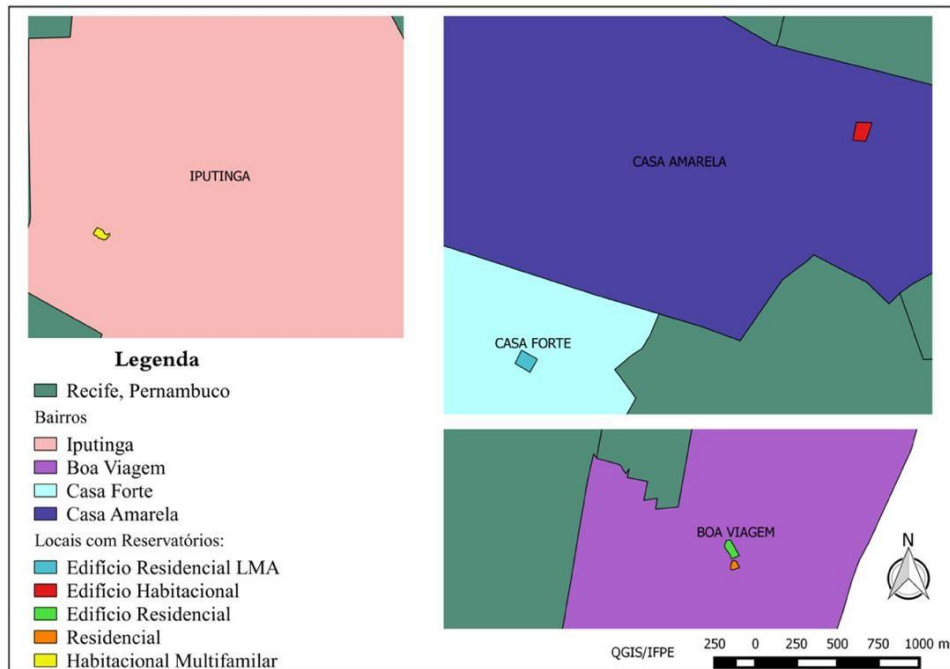 IPUTINGA
CASA AMARELA
CASA FORTE
Legenda
Recife, Pernambuco
Bairros
Iputinga
Boa Viagem
Casa Forte
Casa Amarela
Locais com Reservatórios:
Edifício Residencial LMA
Edifício Habitacional
Edifício Residencial
Residencial
Habitacional Multifamilar
BOA VIAGEM
N
QGIS/IFPE
250 0 250 500 750 1000 m